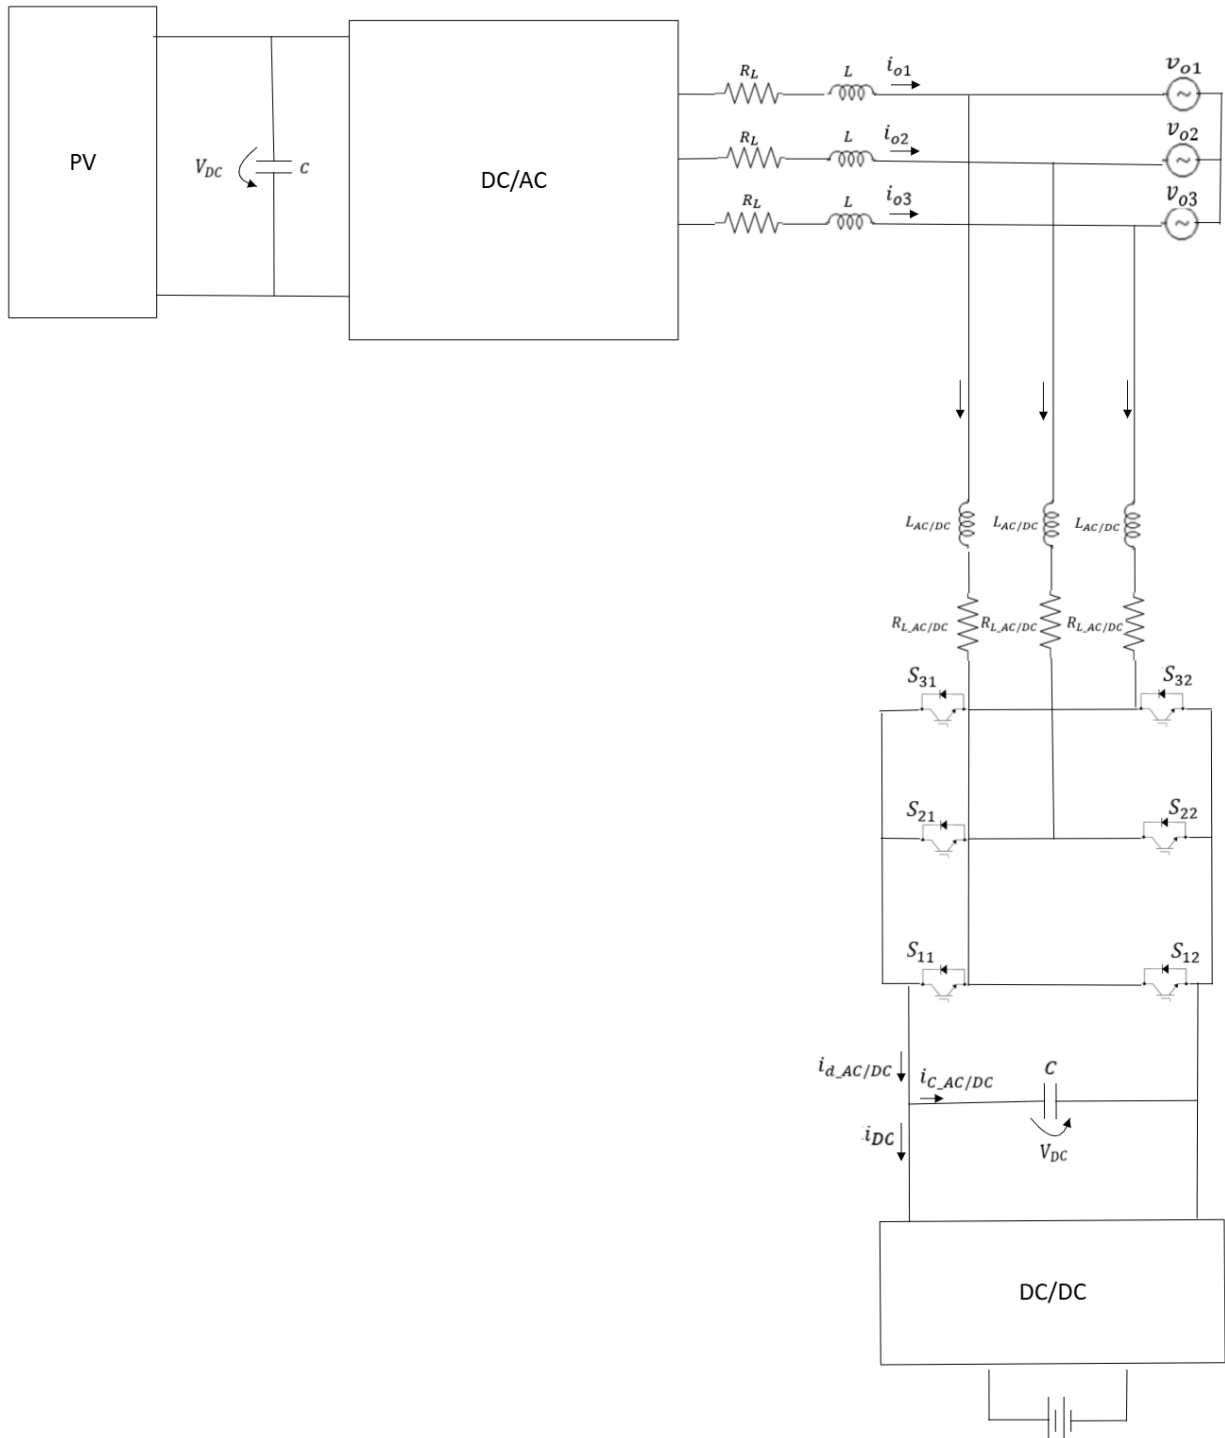 PV
V_DC
C
DC/AC
R_L
L
i_o1
v_o1
R_L
L
i_o2
v_o2
R_L
L
i_o3
v_o3
L_AC/DC
L_AC/DC
L_AC/DC
R_L_AC/DC
R_L_AC/DC
R_L_AC/DC
S_31
S_32
S_21
S_22
S_11
S_12
i_d_AC/DC
i_C_AC/DC
C
i_DC
V_DC
DC/DC